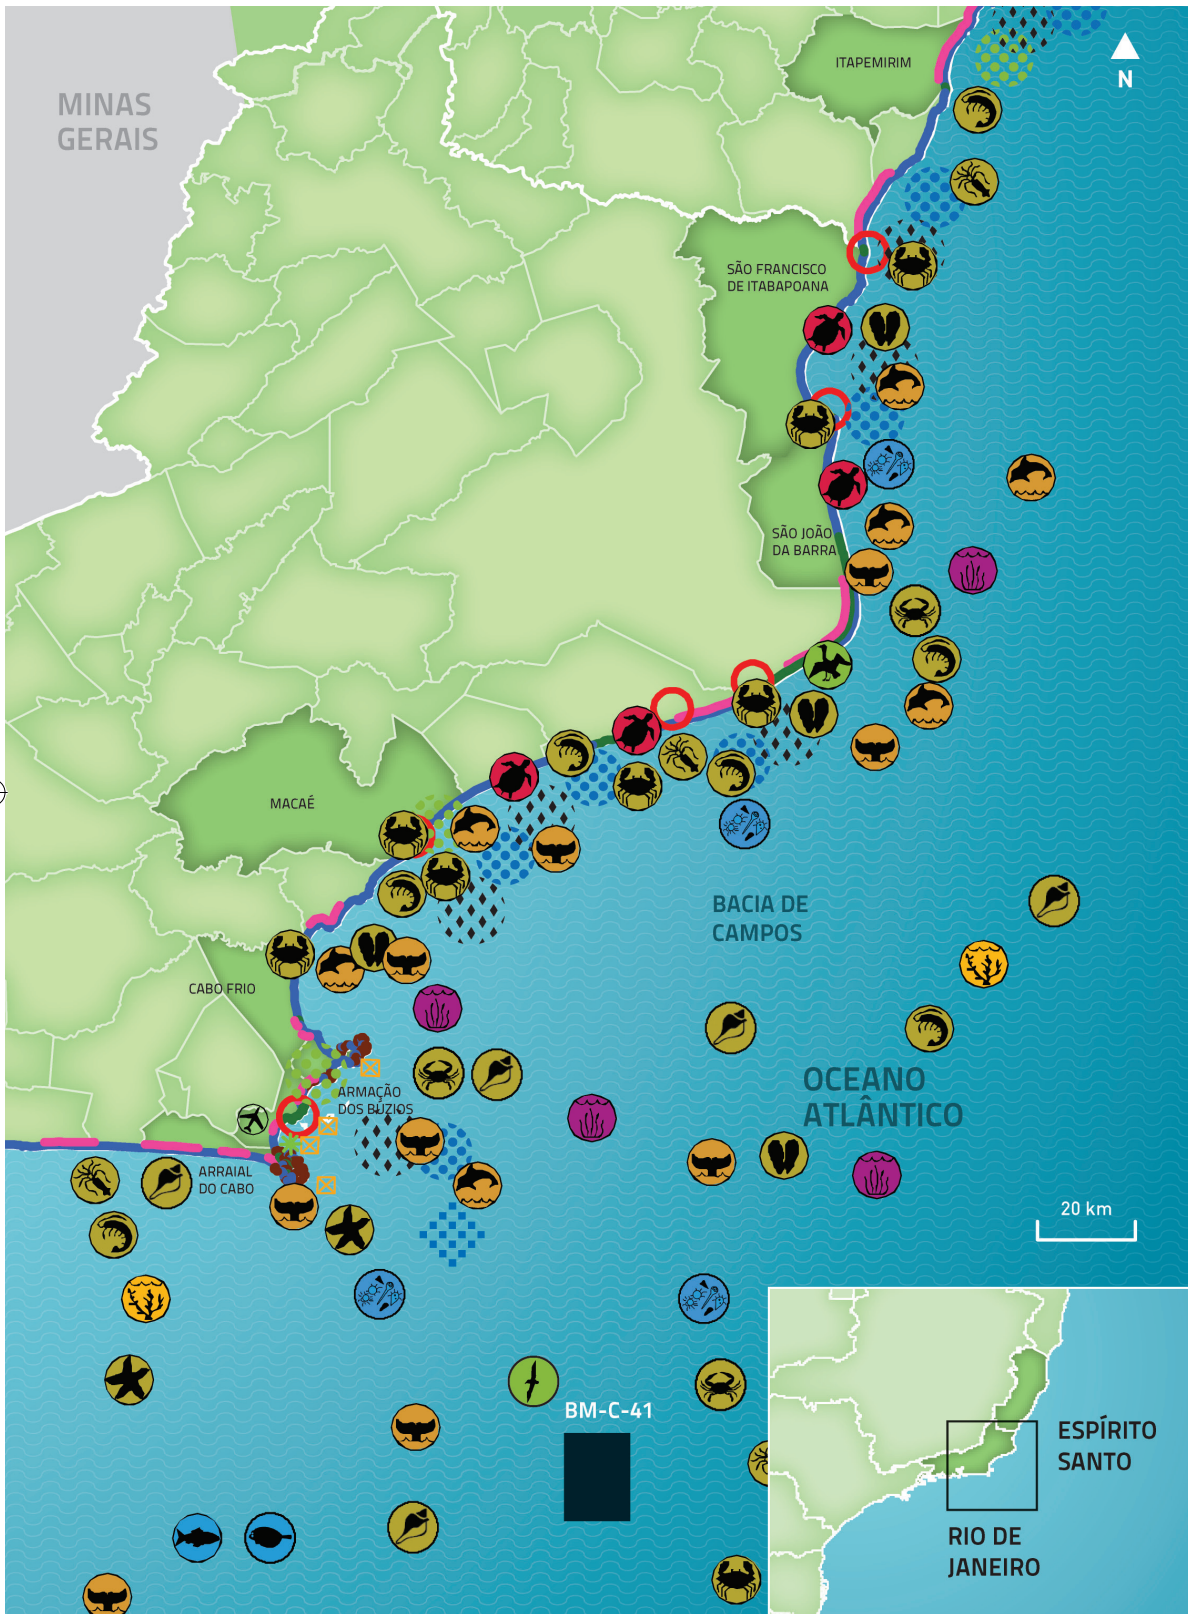 ITAPEMIRIM
N
MINAS
GERAIS
SÃO FRANCISCO
DE ITABAPOANA
SÃO JOÃO
DA BARRA
MACAÉ
BACIA DE
CAMPOS
CABO FRIO
OCEANO
ATLÂNTICO
ARMAÇÃO
DOS BÚZIOS
ARRAIAL
DO CABO
20 km
BM-C-41
ESPÍRITO
SANTO
RIO DE
JANEIRO